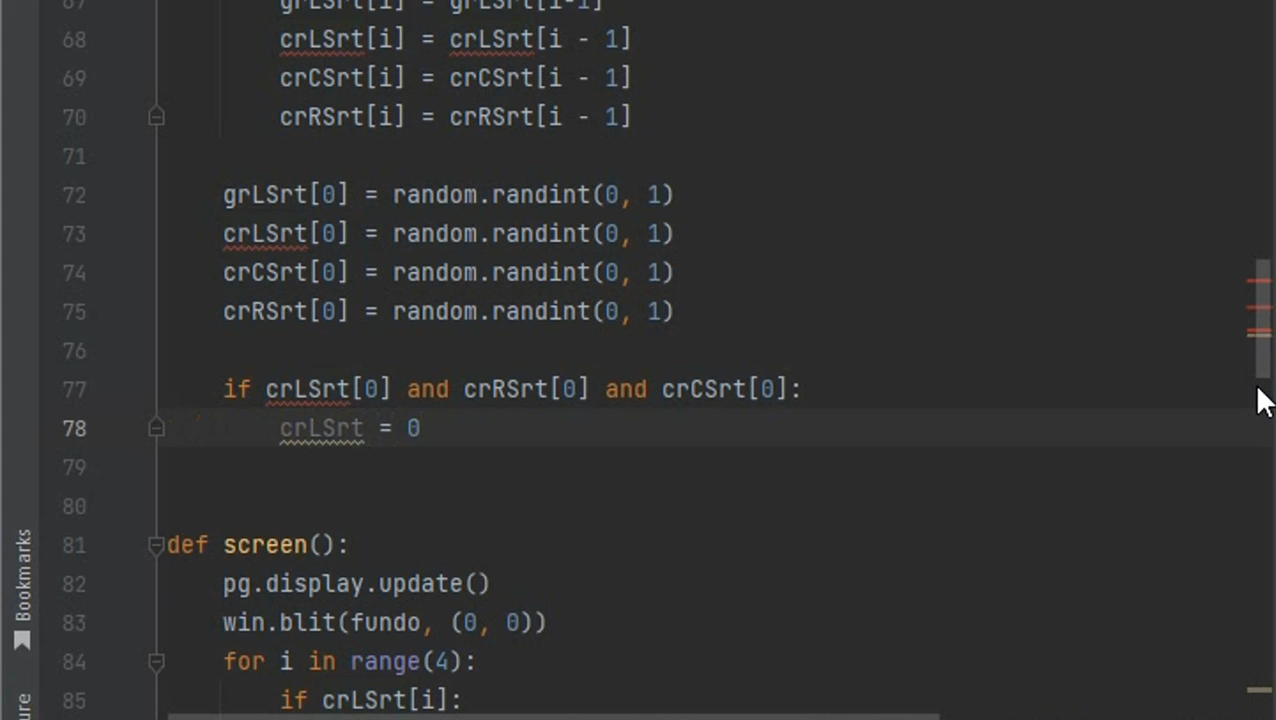 67 grLSrt[i] = grLSrt[i-1]
68 crLSrt[i] = crLSrt[i - 1]
69 crCSrt[i] = crCSrt[i - 1]
70 crRSrt[i] = crRSrt[i - 1]
71
72 grLSrt[0] = random.randint(0, 1)
73 crLSrt[0] = random.randint(0, 1)
74 crCSrt[0] = random.randint(0, 1)
75 crRSrt[0] = random.randint(0, 1)
76
77 if crLSrt[0] and crRSrt[0] and crCSrt[0]:
78 crLSrt = 0
79
80
81 def screen():
82 pg.display.update()
83 win.blit(fundo, (0, 0))
84 for i in range(4):
85 if crLSrt[i]:
Bookmarks